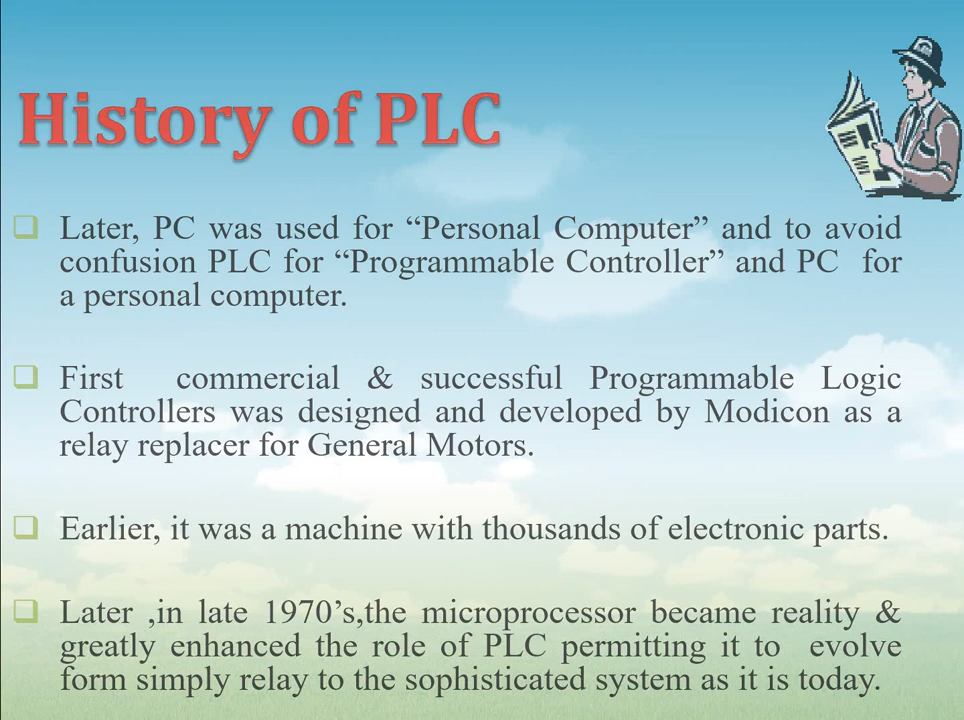 History of PLC
Later, PC was used for “Personal Computer” and to avoid
confusion PLC for “Programmable Controller” and PC for
a personal computer.
First commercial & successful Programmable Logic
Controllers was designed and developed by Modicon as a
relay replacer for General Motors.
Earlier, it was a machine with thousands of electronic parts.
Later ,in late 1970’s,the microprocessor became reality &
greatly enhanced the role of PLC permitting it to evolve
form simply relay to the sophisticated system as it is today.